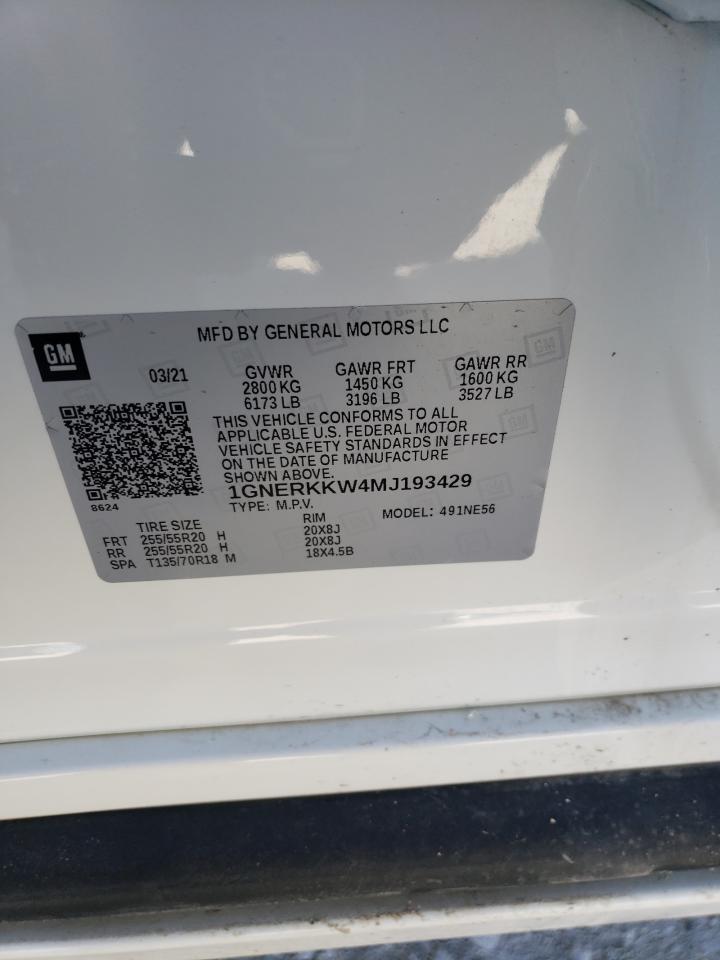 GM
MFD BY GENERAL MOTORS LLC
03/21 GVWR GAWR FRT GAWR RR
2800 KG 1450 KG 1600 KG
6173 LB 3196 LB 3527 LB
THIS VEHICLE CONFORMS TO ALL
APPLICABLE U.S. FEDERAL MOTOR
VEHICLE SAFETY STANDARDS IN EFFECT
ON THE DATE OF MANUFACTURE
SHOWN ABOVE.
8624
1GNERKKW4MJ193429
TYPE: M.P.V. MODEL: 491NE56
TIRE SIZE RIM
FRT 255/55R20 H 20X8J
RR 255/55R20 H 20X8J
SPA T135/70R18 M 18X4.5B